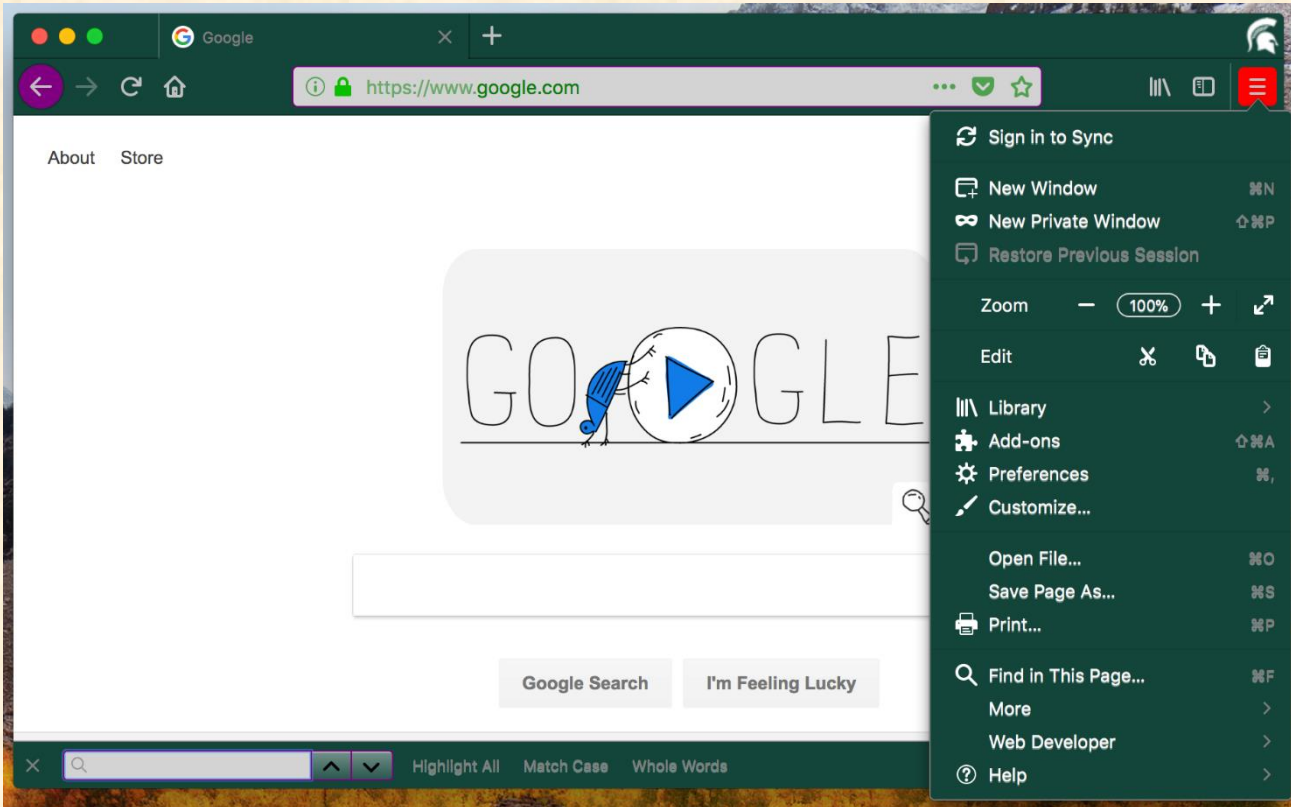 Google
https://www.google.com
About Store
GOOGLE
Google Search I'm Feeling Lucky
Sign in to Sync
New Window ⌘N
New Private Window ⇧⌘P
Restore Previous Session
Zoom − 100% +
Edit
Library
Add-ons ⇧⌘A
Preferences ⌘,
Customize...
Open File... ⌘O
Save Page As... ⌘S
Print... ⌘P
Find in This Page... ⌘F
More
Web Developer
Help
Highlight All Match Case Whole Words